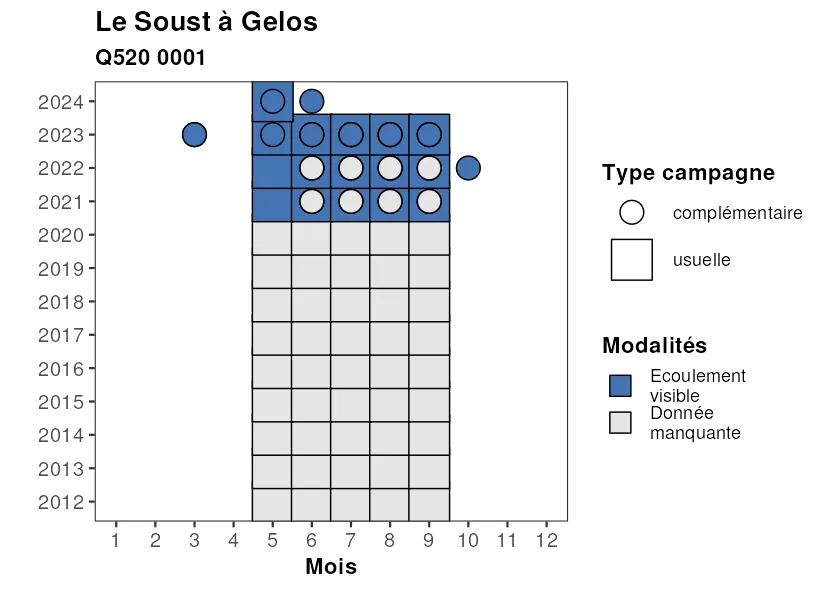 Le Soust à Gelos
Q520 0001
2024
2023
2022
2021
2020
2019
2018
2017
2016
2015
2014
2013
2012
1 2 3 4 5 6 7 8 9 10 11 12
Mois
Type campagne
complémentaire
usuelle
Modalités
Ecoulement
visible
Donnée
manquante